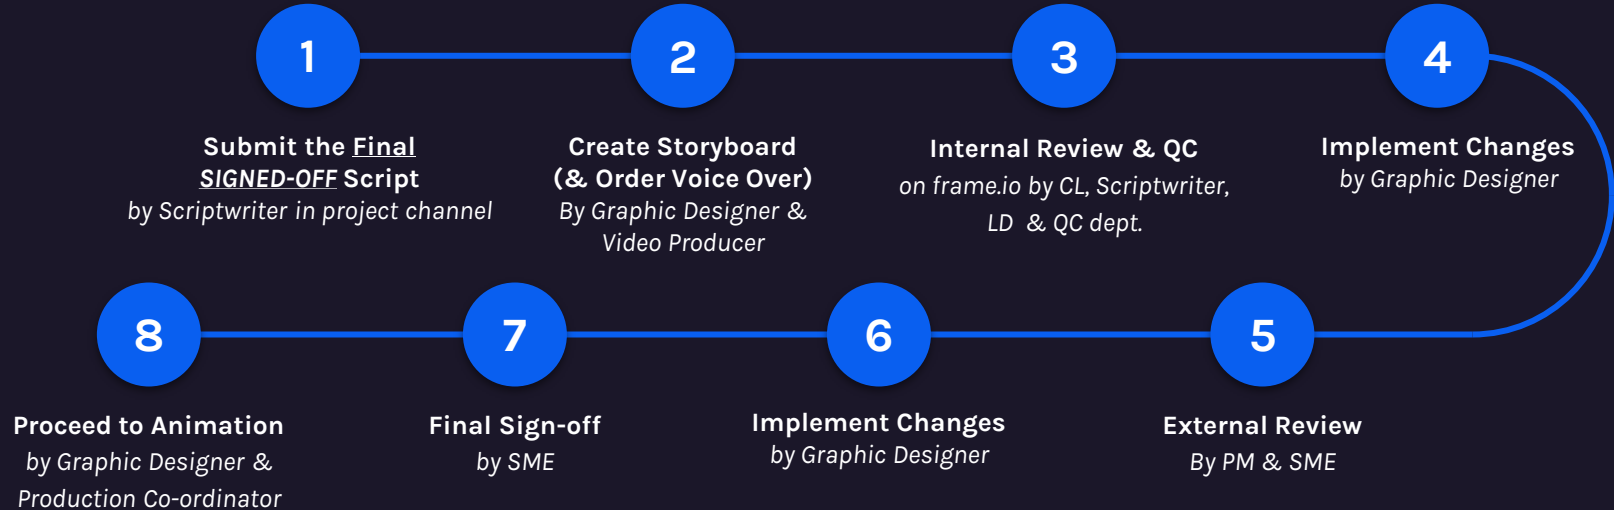 1
Submit the Final
SIGNED-OFF Script
by Scriptwriter in project channel
2
Create Storyboard
(& Order Voice Over)
By Graphic Designer &
Video Producer
3
Internal Review & QC
on frame.io by CL, Scriptwriter,
LD & QC dept.
4
Implement Changes
by Graphic Designer
5
External Review
By PM & SME
6
Implement Changes
by Graphic Designer
7
Final Sign-off
by SME
8
Proceed to Animation
by Graphic Designer &
Production Co-ordinator